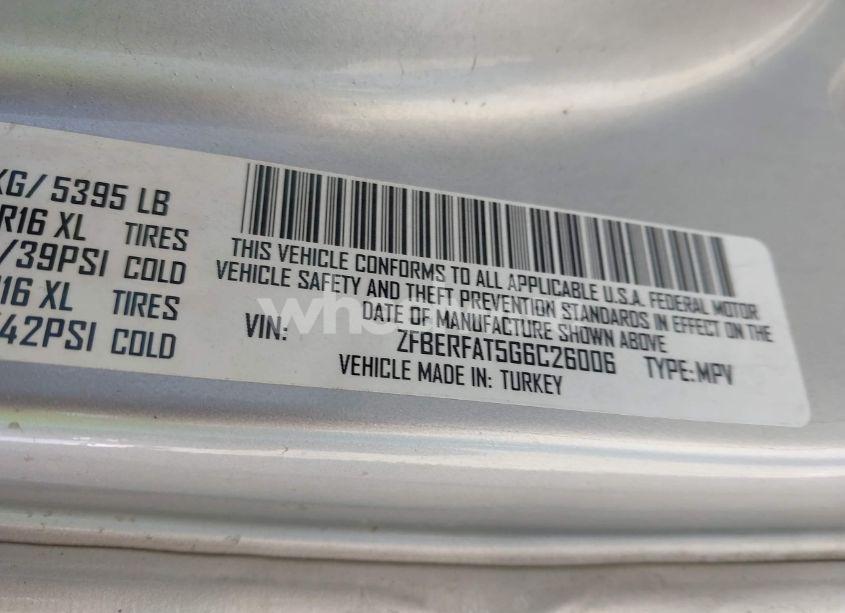 KG/ 5395 LB
R16 XL TIRES
/39PSI COLD
R16 XL TIRES
/42PSI COLD
THIS VEHICLE CONFORMS TO ALL APPLICABLE U.S.A. FEDERAL MOTOR
VEHICLE SAFETY AND THEFT PREVENTION STANDARDS IN EFFECT ON THE
DATE OF MANUFACTURE SHOWN ABOVE
VIN: ZFBERFAT5G6C26006 TYPE: MPV
VEHICLE MADE IN: TURKEY